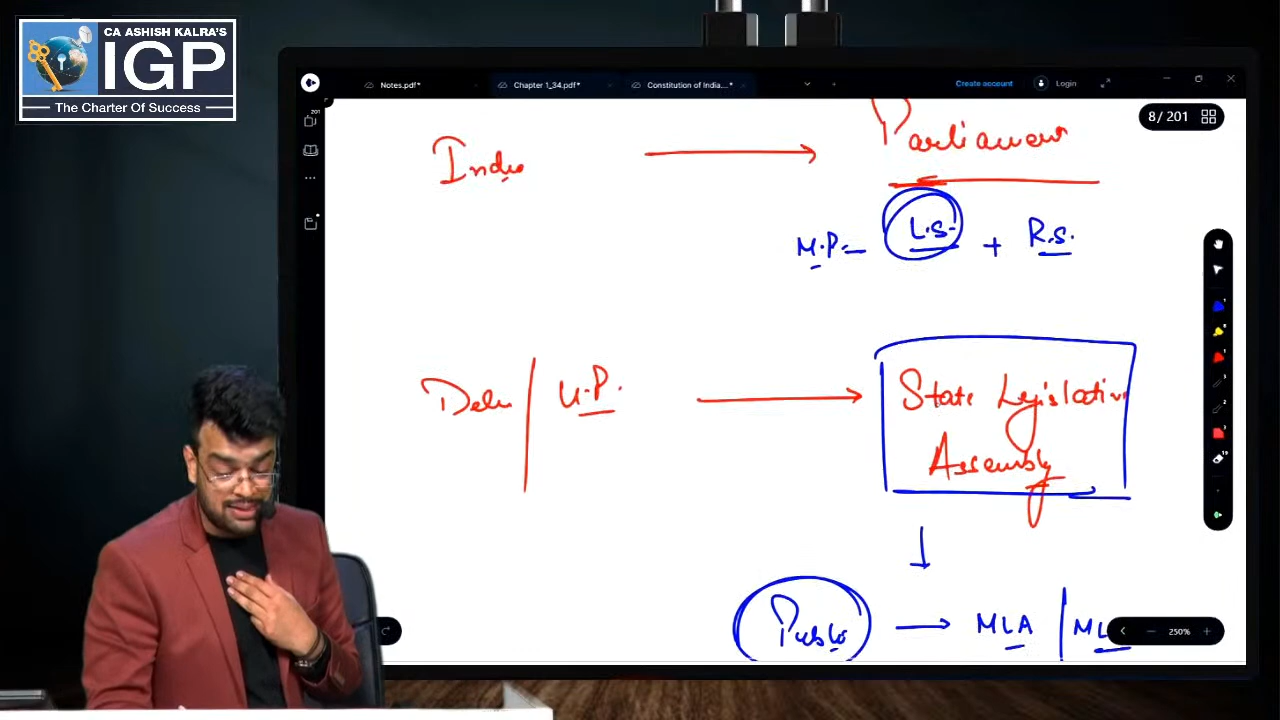 CA ASHISH KALRA'S
IGP
The Charter Of Success
Notes.pdf*
Chapter 1_34.pdf*
Constitution of India....*
Create account
Login
201
8 / 201
India
Parliament
M.P.
L.S. + R.S.
Delhi
U.P.
State Legislative
Assembly
Public
MLA
250%